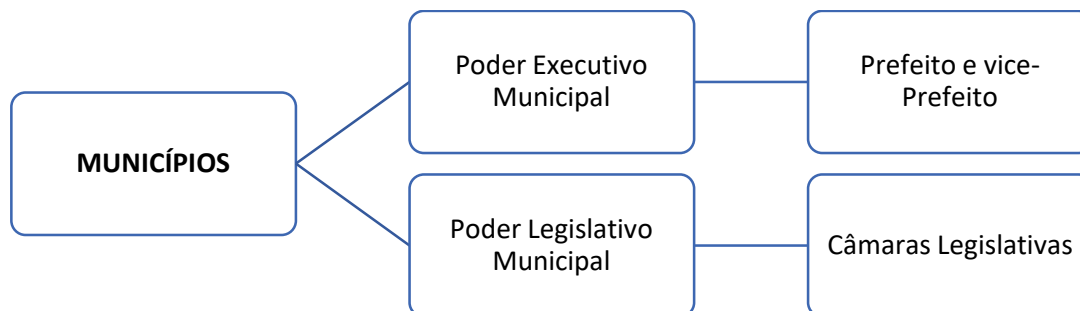 MUNICÍPIOS
Poder Executivo
Municipal
Prefeito e vice-
Prefeito
Poder Legislativo
Municipal
Câmaras Legislativas